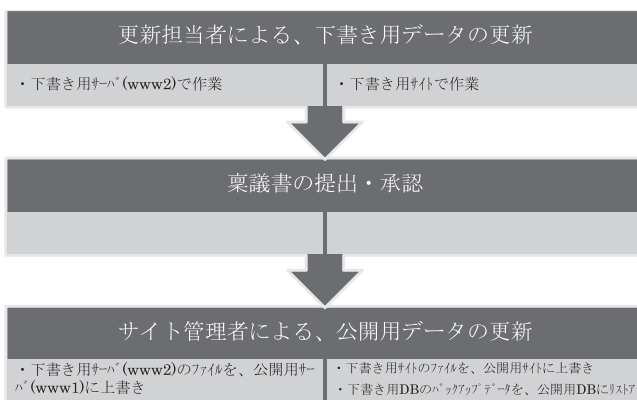 更新担当者による、下書き用データの更新
・下書き用ｻｰﾊﾞ(www2)で作業
・下書き用ｻｲﾄで作業
稟議書の提出・承認
サイト管理者による、公開用データの更新
・下書き用ｻｰﾊﾞ(www2)のﾌｧｲﾙを、公開用ｻｰ
ﾊﾞ(www1)に上書き
・下書き用ｻｲﾄのﾌｧｲﾙを、公開用ｻｲﾄに上書き
・下書き用DBのﾊﾞｯｸｱｯﾌﾟﾃﾞｰﾀを、公開用DBにﾘｽﾄｱ